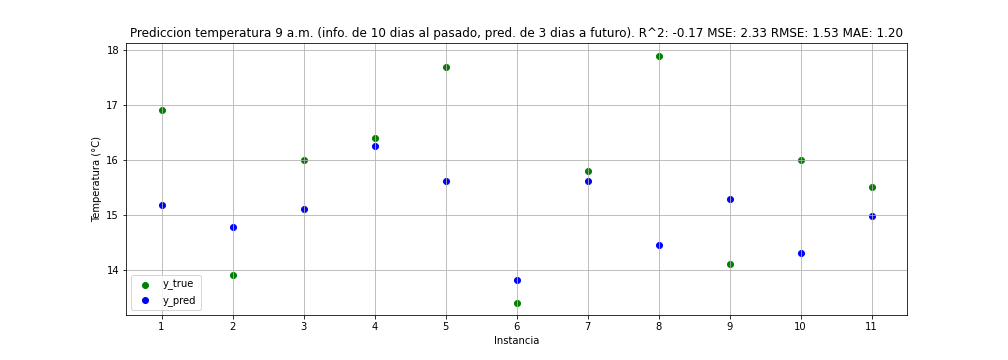 Prediccion temperatura 9 a.m. (info. de 10 dias al pasado, pred. de 3 dias a futuro). R^2: -0.17 MSE: 2.33 RMSE: 1.53 MAE: 1.20
18
17
16
15
14
Temperatura (°C)
y_true
y_pred
1 2 3 4 5 6 7 8 9 10 11
Instancia